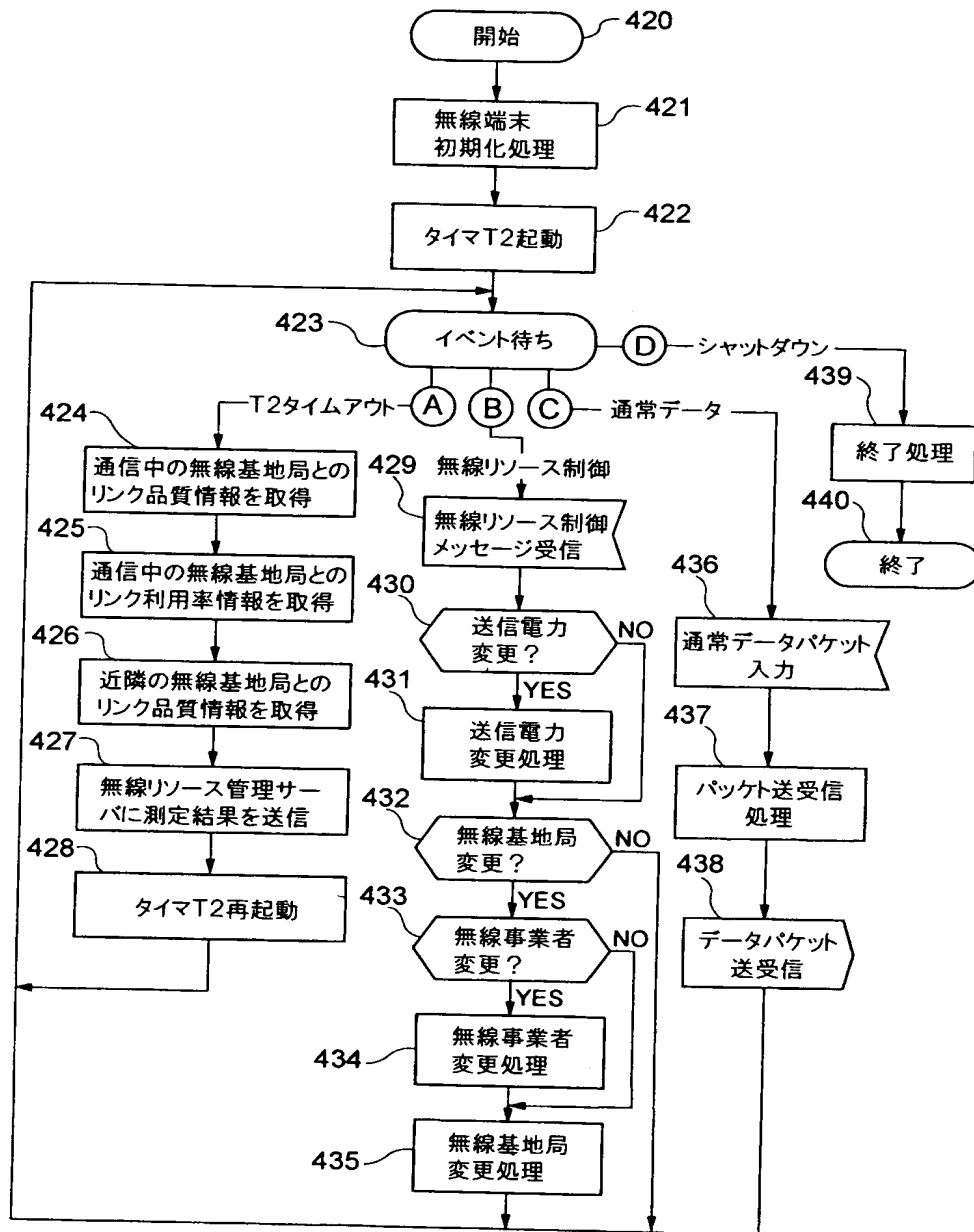 420
開始
421
無線端末
初期化処理
422
タイマT2起動
423
イベント待ち
D
シャットダウン
439
終了処理
440
終了
T2タイムアウト
A
B
C
通常データ
424
通信中の無線基地局との
リンク品質情報を取得
425
通信中の無線基地局との
リンク利用率情報を取得
426
近隣の無線基地局との
リンク品質情報を取得
427
無線リソース管理サー
バに測定結果を送信
428
タイマT2再起動
無線リソース制御
429
無線リソース制御
メッセージ受信
430
送信電力
変更？
NO
YES
431
送信電力
変更処理
432
無線基地局
変更？
NO
YES
433
無線事業者
変更？
NO
YES
434
無線事業者
変更処理
435
無線基地局
変更処理
436
通常データパケット
入力
437
パッケト送受信
処理
438
データパケット
送受信